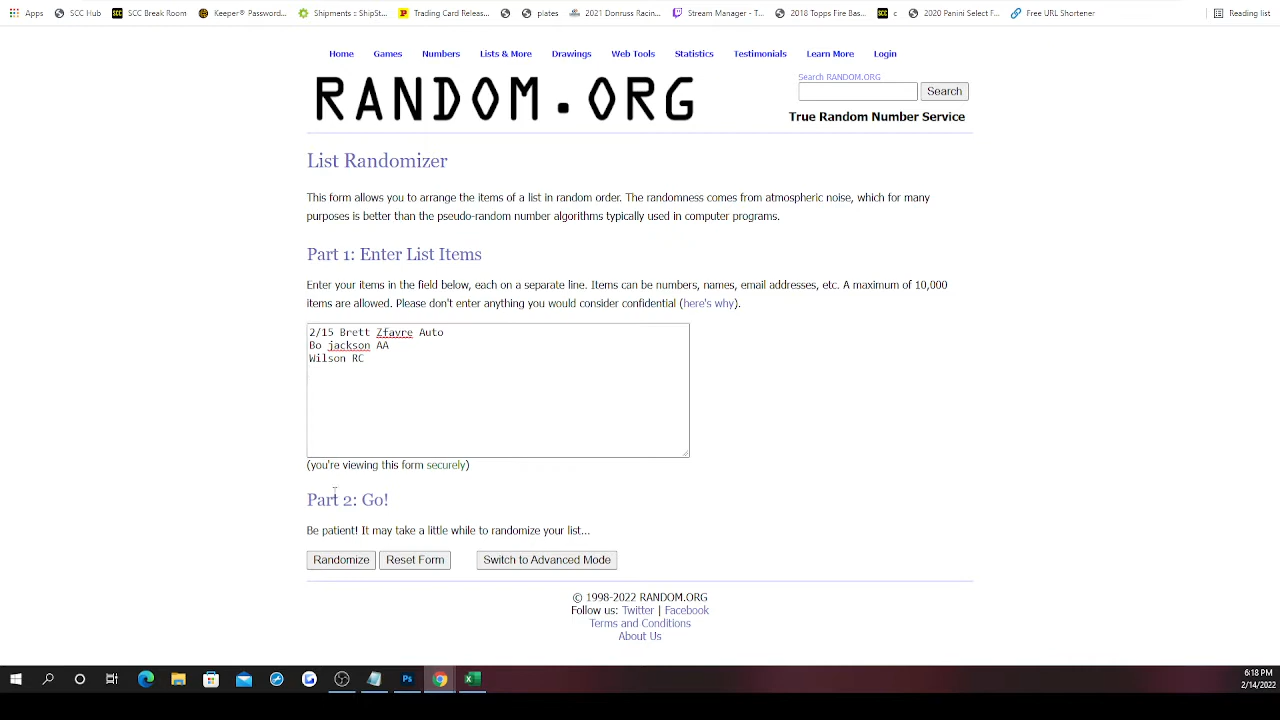 Apps SCC Hub SCC SCC Break Room Keeper® Password... Shipments :: ShipSt... Trading Card Releas... plates 2021 Donruss Racin... Stream Manager - T... 2018 Topps Fire Bas... SCC c 2020 Panini Select F... Free URL Shortener Reading list
Home Games Numbers Lists & More Drawings Web Tools Statistics Testimonials Learn More Login
RANDOM.ORG
Search RANDOM.ORG
Search
True Random Number Service
List Randomizer
This form allows you to arrange the items of a list in random order. The randomness comes from atmospheric noise, which for many
purposes is better than the pseudo-random number algorithms typically used in computer programs.
Part 1: Enter List Items
Enter your items in the field below, each on a separate line. Items can be numbers, names, email addresses, etc. A maximum of 10,000
items are allowed. Please don't enter anything you would consider confidential (here's why).
2/15 Brett Zfavre Auto
Bo jackson AA
Wilson RC
(you're viewing this form securely)
Part 2: Go!
Be patient! It may take a little while to randomize your list...
Randomize Reset Form Switch to Advanced Mode
© 1998-2022 RANDOM.ORG
Follow us: Twitter | Facebook
Terms and Conditions
About Us
Ps
6:18 PM
2/14/2022